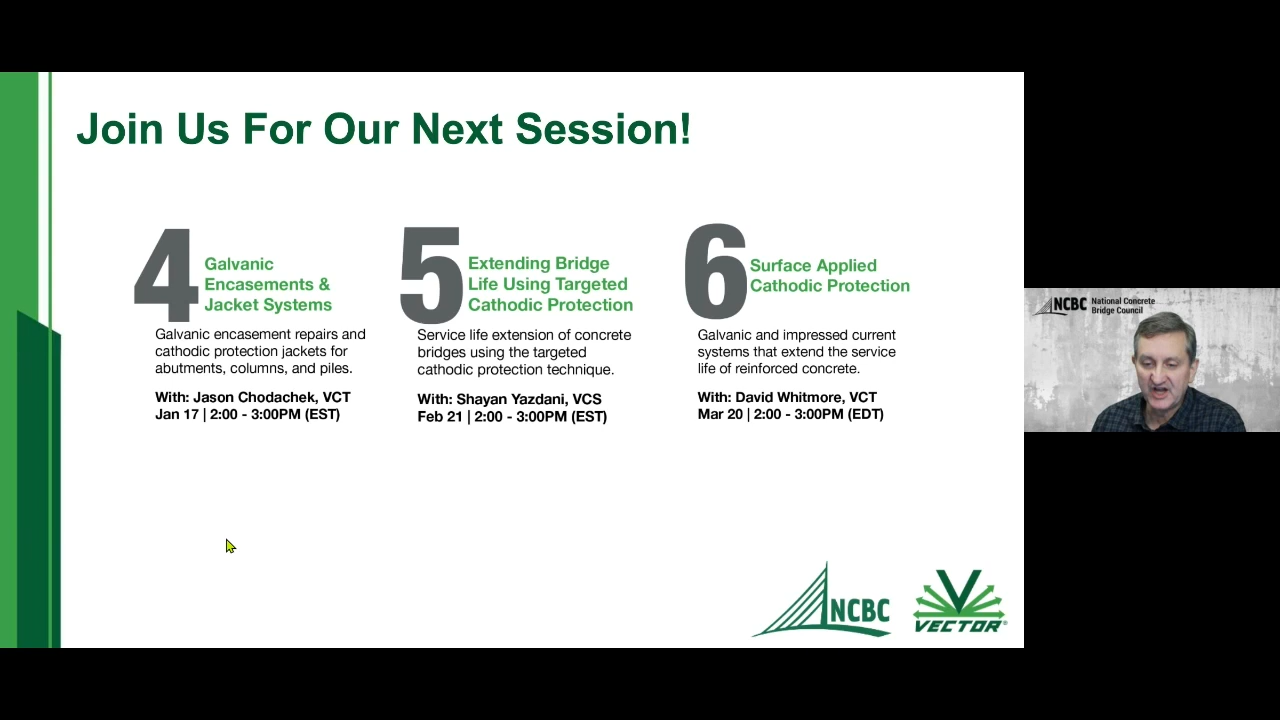 Join Us For Our Next Session!
4
Galvanic
Encasements &
Jacket Systems
Galvanic encasement repairs and
cathodic protection jackets for
abutments, columns, and piles.
With: Jason Chodachek, VCT
Jan 17 | 2:00 - 3:00PM (EST)
5
Extending Bridge
Life Using Targeted
Cathodic Protection
Service life extension of concrete
bridges using the targeted
cathodic protection technique.
With: Shayan Yazdani, VCS
Feb 21 | 2:00 - 3:00PM (EST)
6
Surface Applied
Cathodic Protection
Galvanic and impressed current
systems that extend the service
life of reinforced concrete.
With: David Whitmore, VCT
Mar 20 | 2:00 - 3:00PM (EDT)
NCBC
VECTOR®
NCBC
National Concrete
Bridge Council